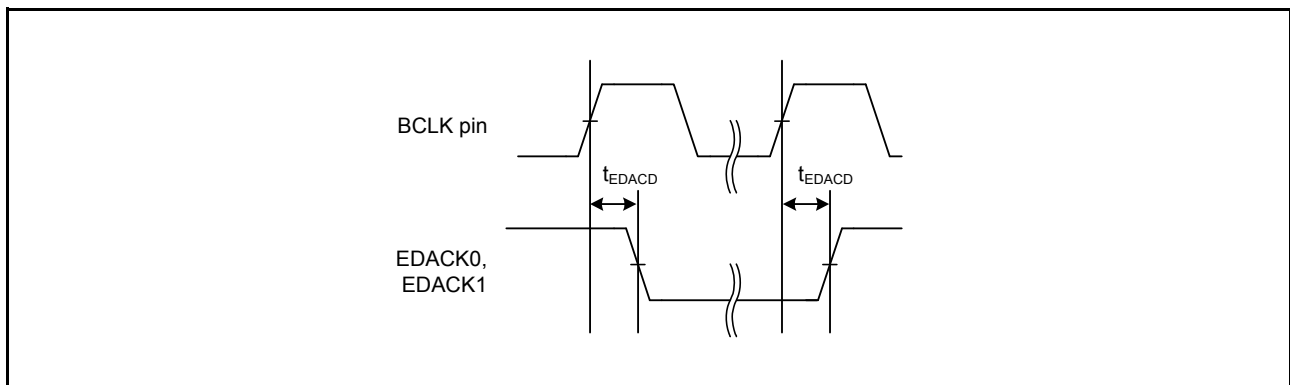 BCLK pin
tEDACD
tEDACD
EDACK0,
EDACK1